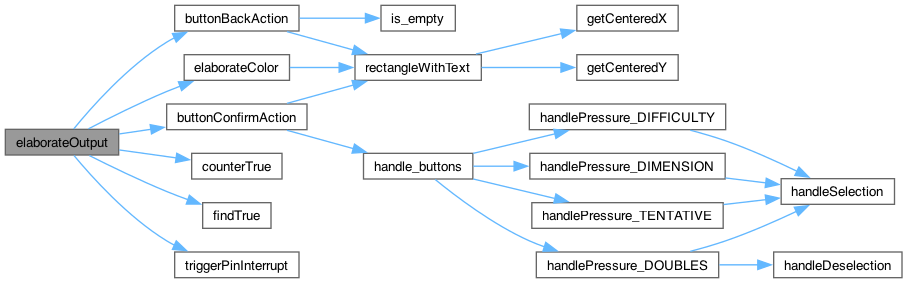 elaborateOutput
buttonBackAction
elaborateColor
buttonConfirmAction
counterTrue
findTrue
triggerPinInterrupt
is_empty
rectangleWithText
handle_buttons
getCenteredX
getCenteredY
handlePressure_DIFFICULTY
handlePressure_DIMENSION
handlePressure_TENTATIVE
handlePressure_DOUBLES
handleSelection
handleDeselection